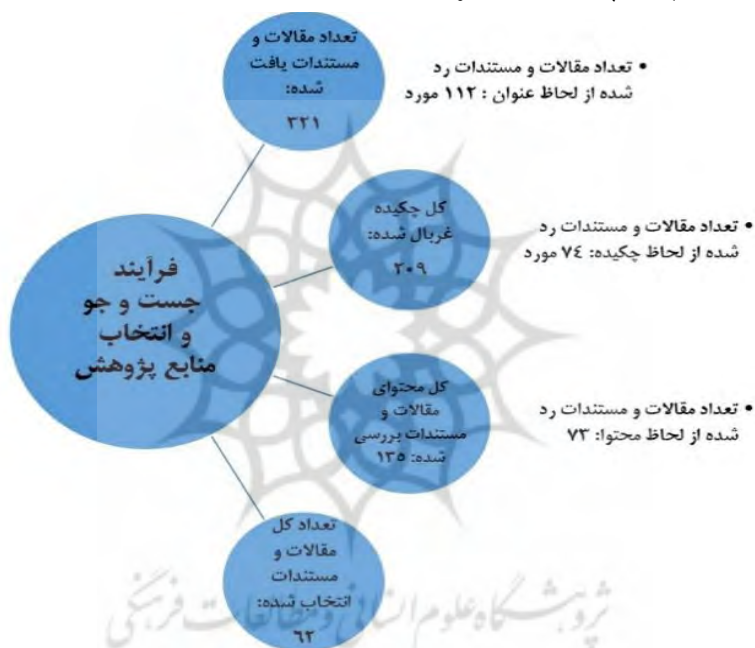 تعداد مقالات و
مستندات یافت
شده:
۳۲۱
• تعداد مقالات و مستندات رد
شده از لحاظ عنوان : ۱۱۲ مورد
کل چکیده
غربال شده:
۲۰۹
• تعداد مقالات و مستندات رد
شده از لحاظ چکیده: ۷٤ مورد
فرآیند
جست و جو
و انتخاب
منابع پژوهش
کل محتوای
مقالات و
مستندات بررسی
شده: ۱۳۵
• تعداد مقالات و مستندات رد
شده از لحاظ محتوا: ۷۳
تعداد کل
مقالات و
مستندات
انتخاب شده:
۶۲
پژوهشگاه علوم انسانی و مطالعات فرهنگی